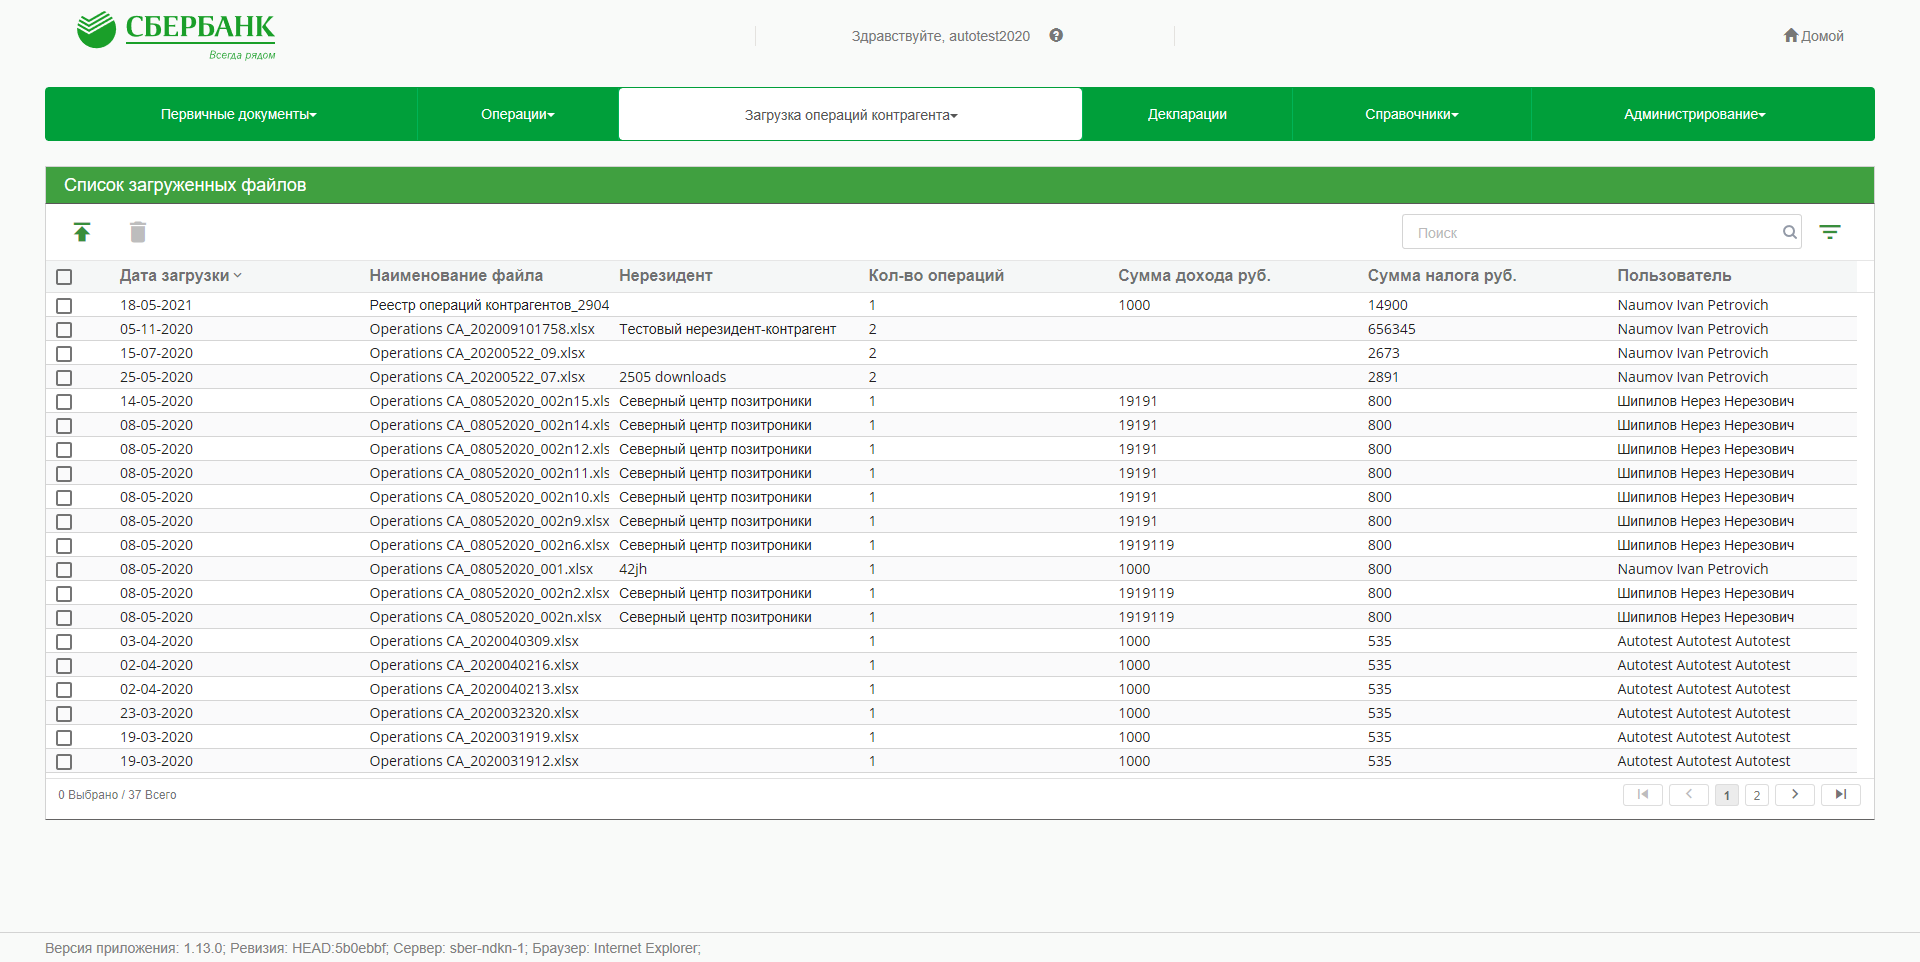 СБЕРБАНК
Всегда рядом
Здравствуйте, autotest2020
Домой
Первичные документы Операции Загрузка операций контрагента Декларации Справочники Администрирование
Список загруженных файлов
Поиск
Дата загрузки Наименование файла Нерезидент Кол-во операций Сумма дохода руб. Сумма налога руб. Пользователь
18-05-2021 Реестр операций контрагентов_2904 1 1000 14900 Naumov Ivan Petrovich
05-11-2020 Operations CA_202009101758.xlsx Тестовый нерезидент-контрагент 2 656345 Naumov Ivan Petrovich
15-07-2020 Operations CA_20200522_09.xlsx 2 2673 Naumov Ivan Petrovich
25-05-2020 Operations CA_20200522_07.xlsx 2505 downloads 2 2891 Naumov Ivan Petrovich
14-05-2020 Operations CA_08052020_002n15.xls Северный центр позитроники 1 19191 800 Шипилов Нерез Нерезович
08-05-2020 Operations CA_08052020_002n14.xls Северный центр позитроники 1 19191 800 Шипилов Нерез Нерезович
08-05-2020 Operations CA_08052020_002n12.xls Северный центр позитроники 1 19191 800 Шипилов Нерез Нерезович
08-05-2020 Operations CA_08052020_002n11.xls Северный центр позитроники 1 19191 800 Шипилов Нерез Нерезович
08-05-2020 Operations CA_08052020_002n10.xls Северный центр позитроники 1 19191 800 Шипилов Нерез Нерезович
08-05-2020 Operations CA_08052020_002n9.xlsx Северный центр позитроники 1 19191 800 Шипилов Нерез Нерезович
08-05-2020 Operations CA_08052020_002n6.xlsx Северный центр позитроники 1 1919119 800 Шипилов Нерез Нерезович
08-05-2020 Operations CA_08052020_001.xlsx 42jh 1 1000 800 Naumov Ivan Petrovich
08-05-2020 Operations CA_08052020_002n2.xlsx Северный центр позитроники 1 1919119 800 Шипилов Нерез Нерезович
08-05-2020 Operations CA_08052020_002n.xlsx Северный центр позитроники 1 1919119 800 Шипилов Нерез Нерезович
03-04-2020 Operations CA_2020040309.xlsx 1 1000 535 Autotest Autotest Autotest
02-04-2020 Operations CA_2020040216.xlsx 1 1000 535 Autotest Autotest Autotest
02-04-2020 Operations CA_2020040213.xlsx 1 1000 535 Autotest Autotest Autotest
23-03-2020 Operations CA_2020032320.xlsx 1 1000 535 Autotest Autotest Autotest
19-03-2020 Operations CA_2020031919.xlsx 1 1000 535 Autotest Autotest Autotest
19-03-2020 Operations CA_2020031912.xlsx 1 1000 535 Autotest Autotest Autotest
0 Выбрано / 37 Всего 1 2
Версия приложения: 1.13.0; Ревизия: HEAD:5b0ebbf; Сервер: sber-ndkn-1; Браузер: Internet Explorer;